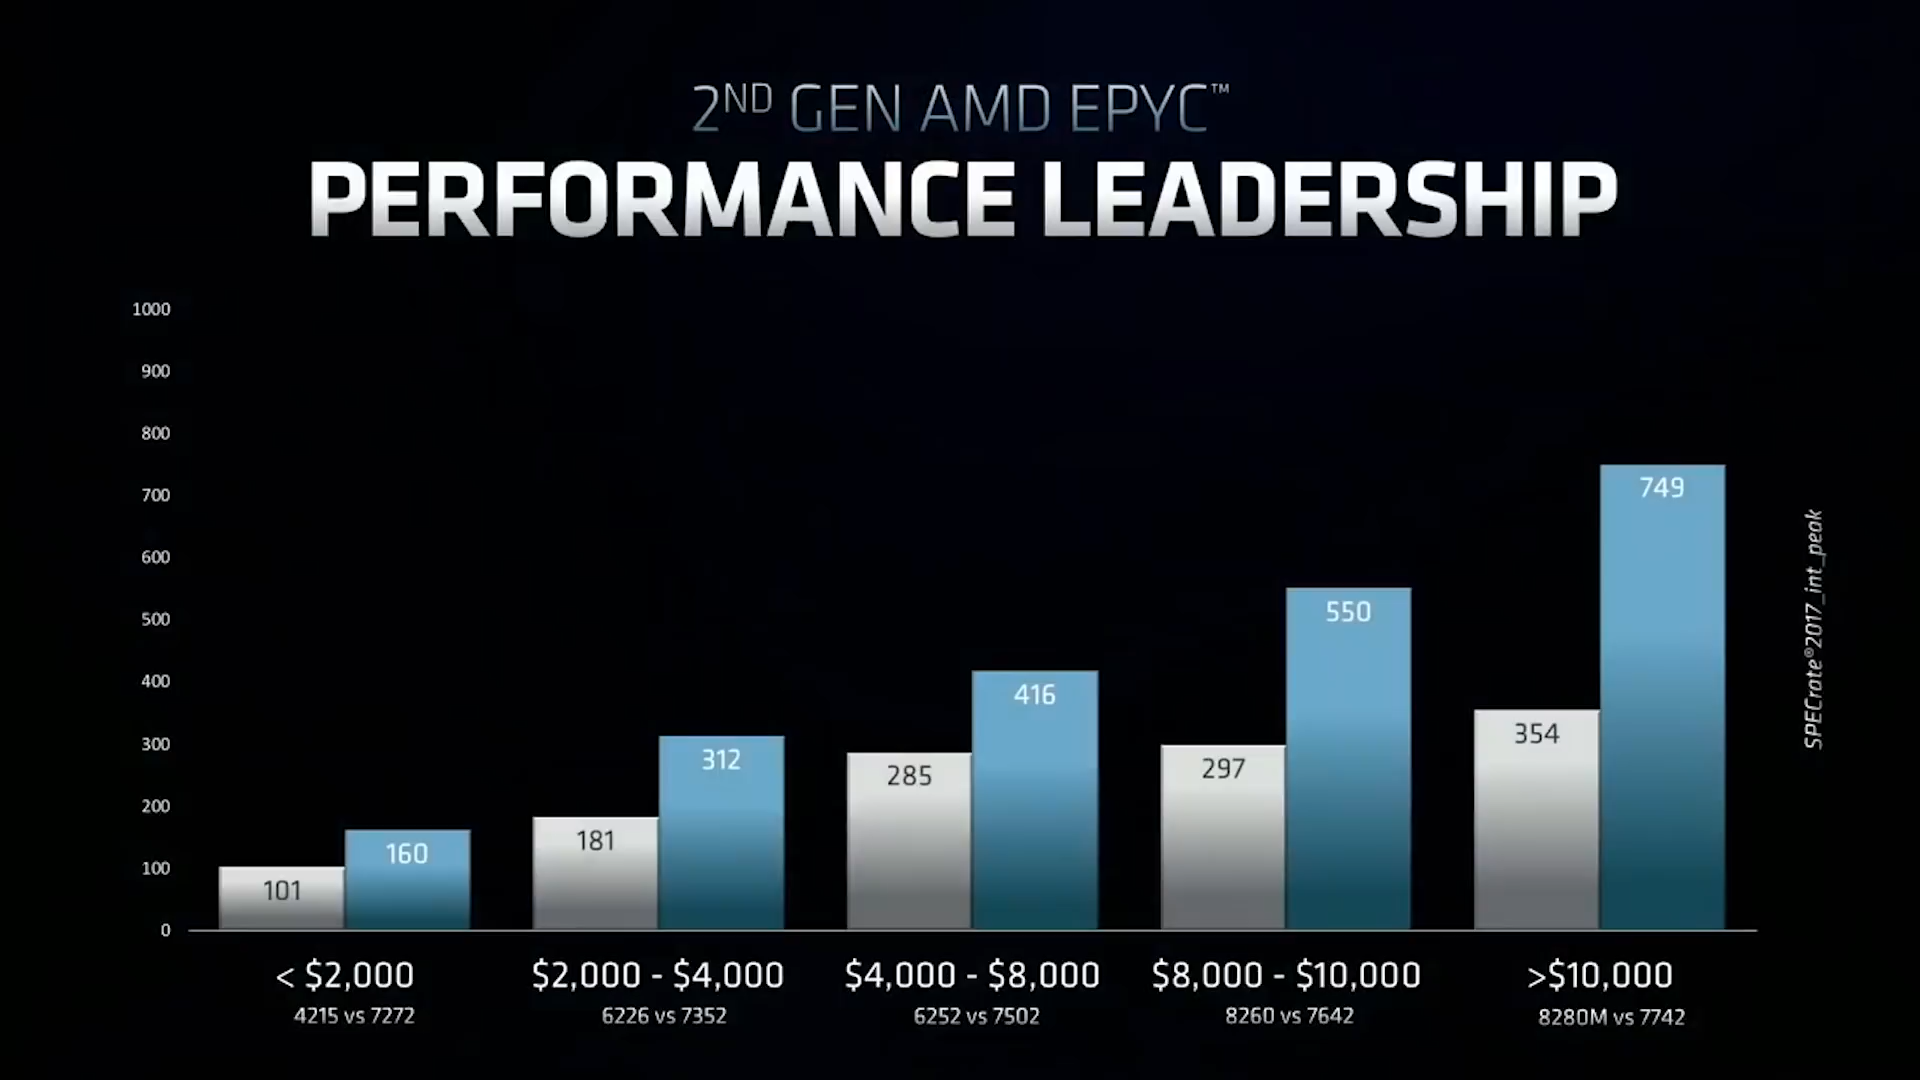 2ND GEN AMD EPYC™
PERFORMANCE LEADERSHIP
1000
900
800
700
600
500
400
300
200
100
0
101
160
181
312
285
416
297
550
354
749
< $2,000
4215 vs 7272
$2,000 - $4,000
6226 vs 7352
$4,000 - $8,000
6252 vs 7502
$8,000 - $10,000
8260 vs 7642
>$10,000
8280M vs 7742
SPECrate®2017_int_peak